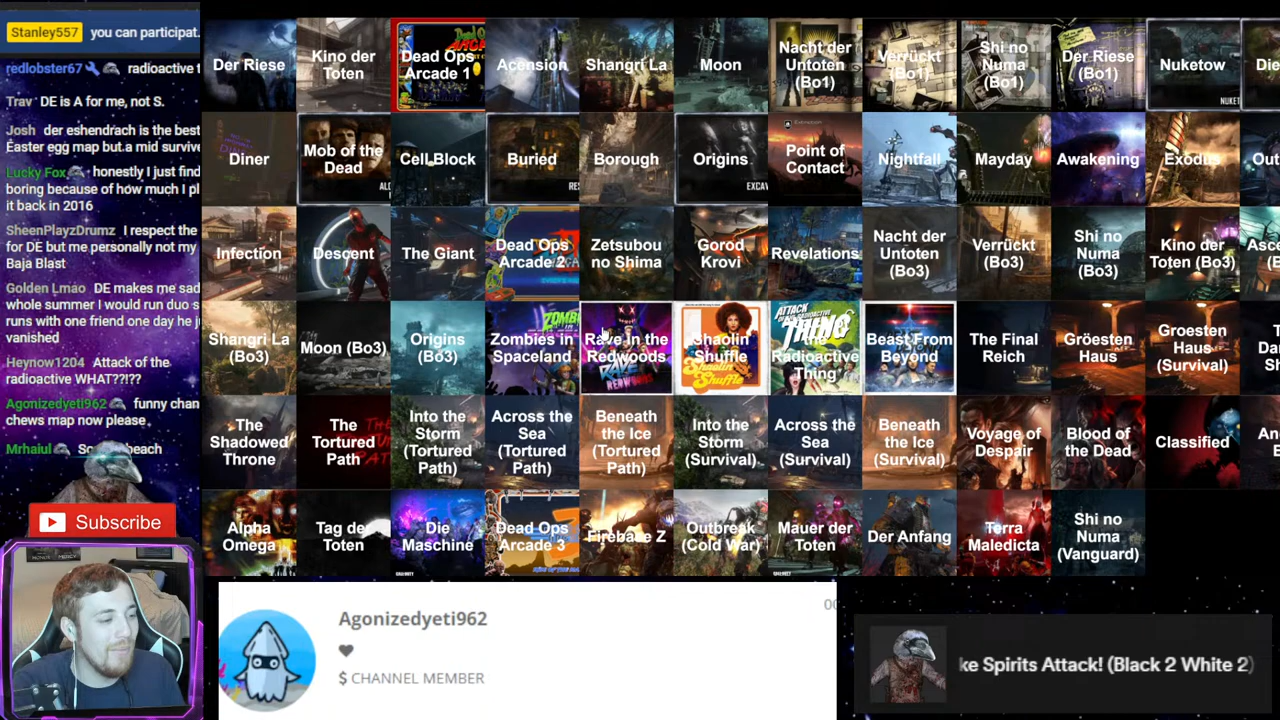 Stanley557 you can participat.
redlobster67 radioactive t
Trav DE is A for me, not S.
Josh der eshendrach is the best
Easter egg map but a mid survive
Lucky Fox honestly I just find
boring because of how much I pl
it back in 2016
SheenPlayzDrumz I respect the
for DE but me personally not my
Baja Blast
Golden Lmáo DE makes me sad
whole summer I would run duo s
runs with one friend one day he j
vanished
Heynow1204 Attack of the
radioactive WHAT??!??
Agonizedyeti962 funny chan
chews map now please
Mrhaiul beach
Subscribe
Der Riese
Kino der
Toten
Dead Ops
Arcade 1
Acension
Shangri La
Moon
Nacht der
Untoten
(Bo1)
Verrückt
(Bo1)
Shi no
Numa
(Bo1)
Der Riese
(Bo1)
Nuketow
NUKET
Die
Diner
Mob of the
Dead
Cell Block
Buried
Borough
Origins
EXCAV
Point of
Contact
Nightfall
Mayday
Awakening
Exodus
Out
Infection
Descent
The Giant
Dead Ops
Arcade 2
Zetsubou
no Shima
Gorod
Krovi
Revelations
Nacht der
Untoten
(Bo3)
Verrückt
(Bo3)
Shi no
Numa
(Bo3)
Kino der
Toten (Bo3)
Asc
Shangri La
(Bo3)
Moon (Bo3)
Origins
(Bo3)
Zombies in
Spaceland
Rave in the
Redwoods
Shaolin
Shuffle
Shaolin
Shuffle
ATTACK
THING
Radioactive
Thing
Beast From
Beyond
The Final
Reich
Gröesten
Haus
Groesten
Haus
(Survival)
Da
The
Shadowed
Throne
The
Tortured
Path
Into the
Storm
(Tortured
Path)
Across the
Sea
(Tortured
Path)
Beneath
the Ice
(Tortured
Path)
Into the
Storm
(Survival)
Across the
Sea
(Survival)
Beneath
the Ice
(Survival)
Voyage of
Despair
Blood of
the Dead
Classified
An
Alpha
Omega
Tag der
Toten
Die
Maschine
Dead Ops
Arcade 3
Firebase Z
Outbreak
(Cold War)
Mauer der
Toten
Der Anfang
Terra
Maledicta
Shi no
Numa
(Vanguard)
Agonizedyeti962
$ CHANNEL MEMBER
ke Spirits Attack! (Black 2 White 2)